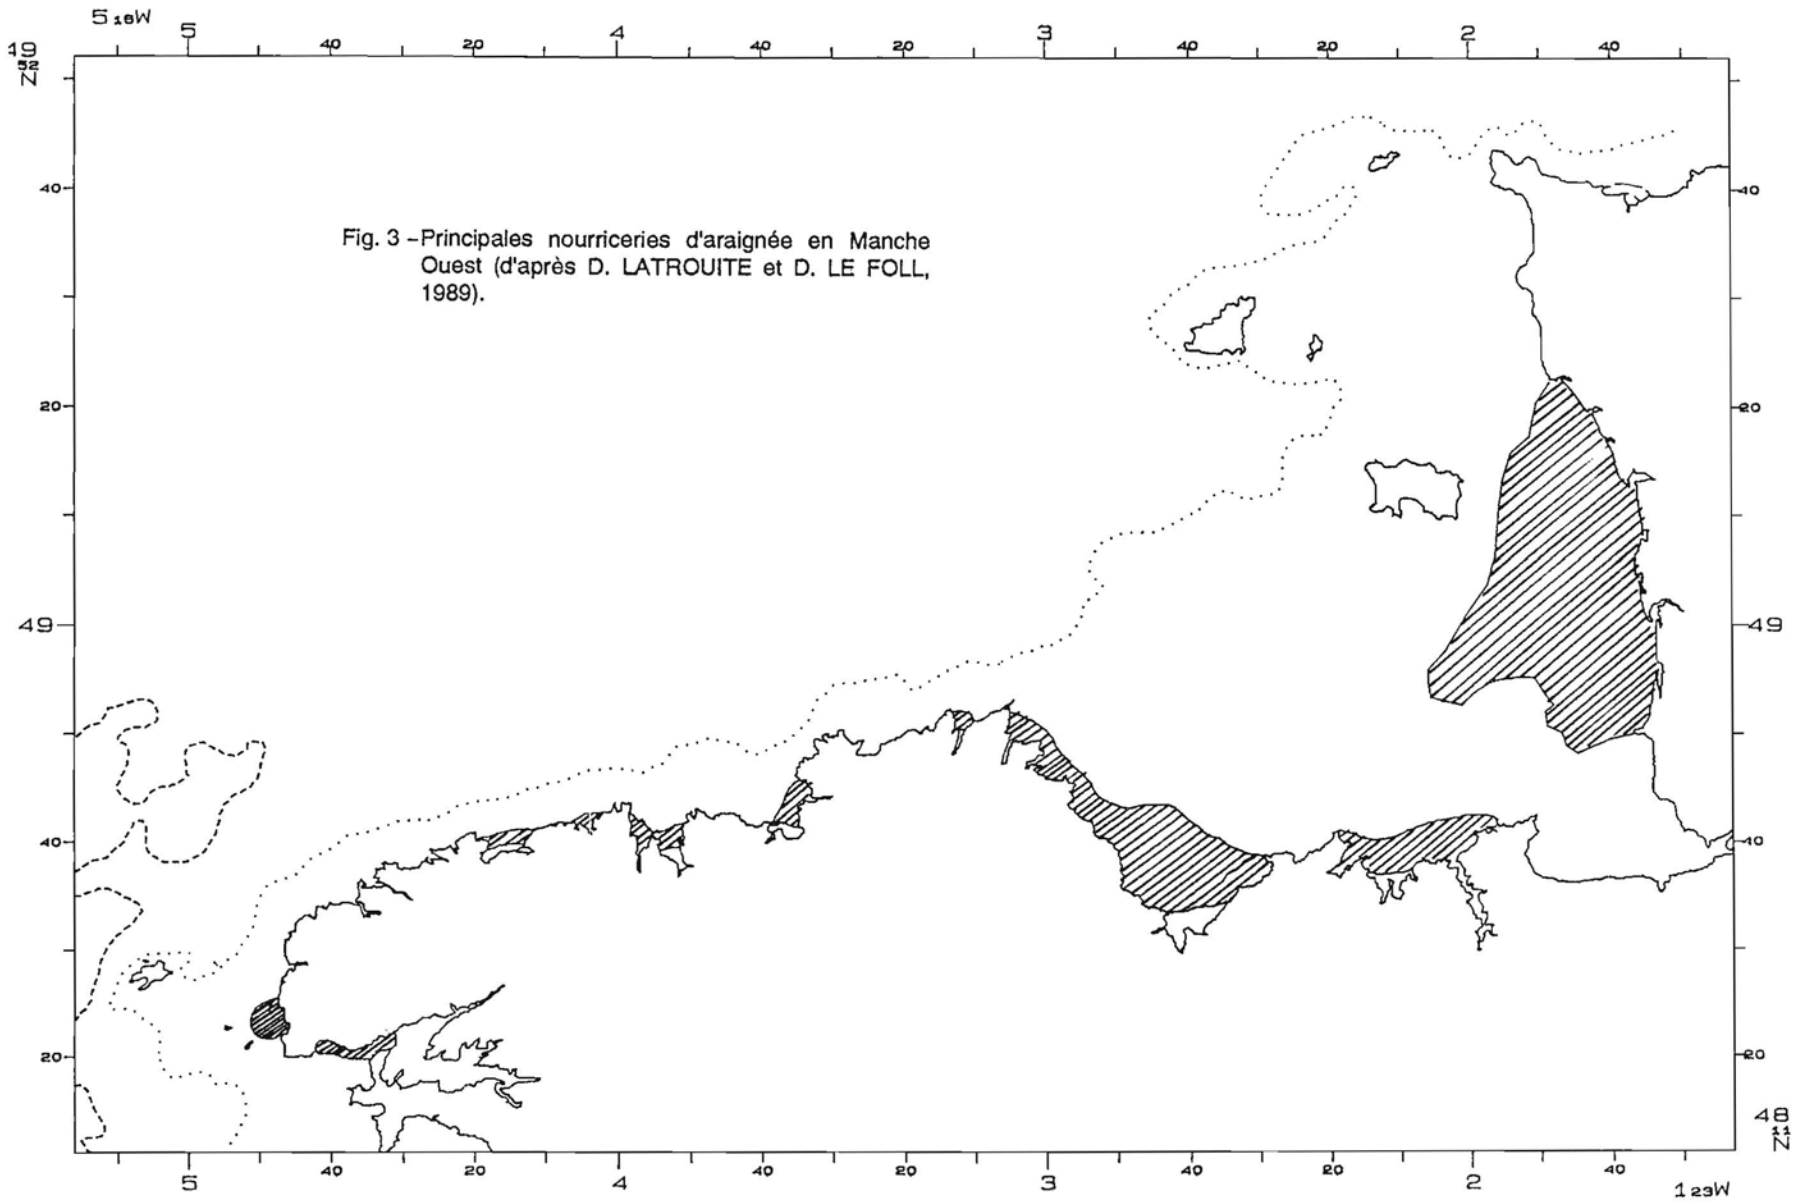 5 16W
5 40 20 4 40 20 3 40 20 2 40
49
52
N
40 40
Fig. 3 –Principales nourriceries d'araignée en Manche
Ouest (d'après D. LATROUITE et D. LE FOLL,
1989).
20 20
49 49
40 40
20 20
48
11
N
5 40 20 4 40 20 3 40 20 2 40
1 23W